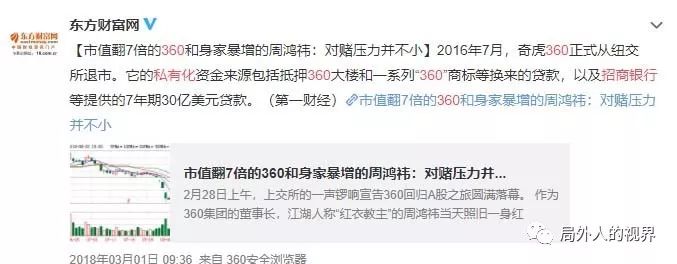 东方财富网
东方财富网
【市值翻7倍的360和身家暴增的周鸿祎：对赌压力并不小】2016年7月，奇虎360正式从纽交
所退市。它的私有化资金来源包括抵押360大楼和一系列“360”商标等换来的贷款，以及招商银行
等提供的7年期30亿美元贷款。（第一财经）市值翻7倍的360和身家暴增的周鸿祎：对赌压力
并不小
市值翻7倍的360和身家暴增的周鸿祎：对赌压力并...
2月28日上午，上交所的一声锣响宣告360回归A股之旅圆满落幕。 作为
360集团的董事长，江湖人称“红衣教主”的周鸿祎当天照旧一身红
局外人的视界
2018年03月01日 09:36 来自 360安全浏览器